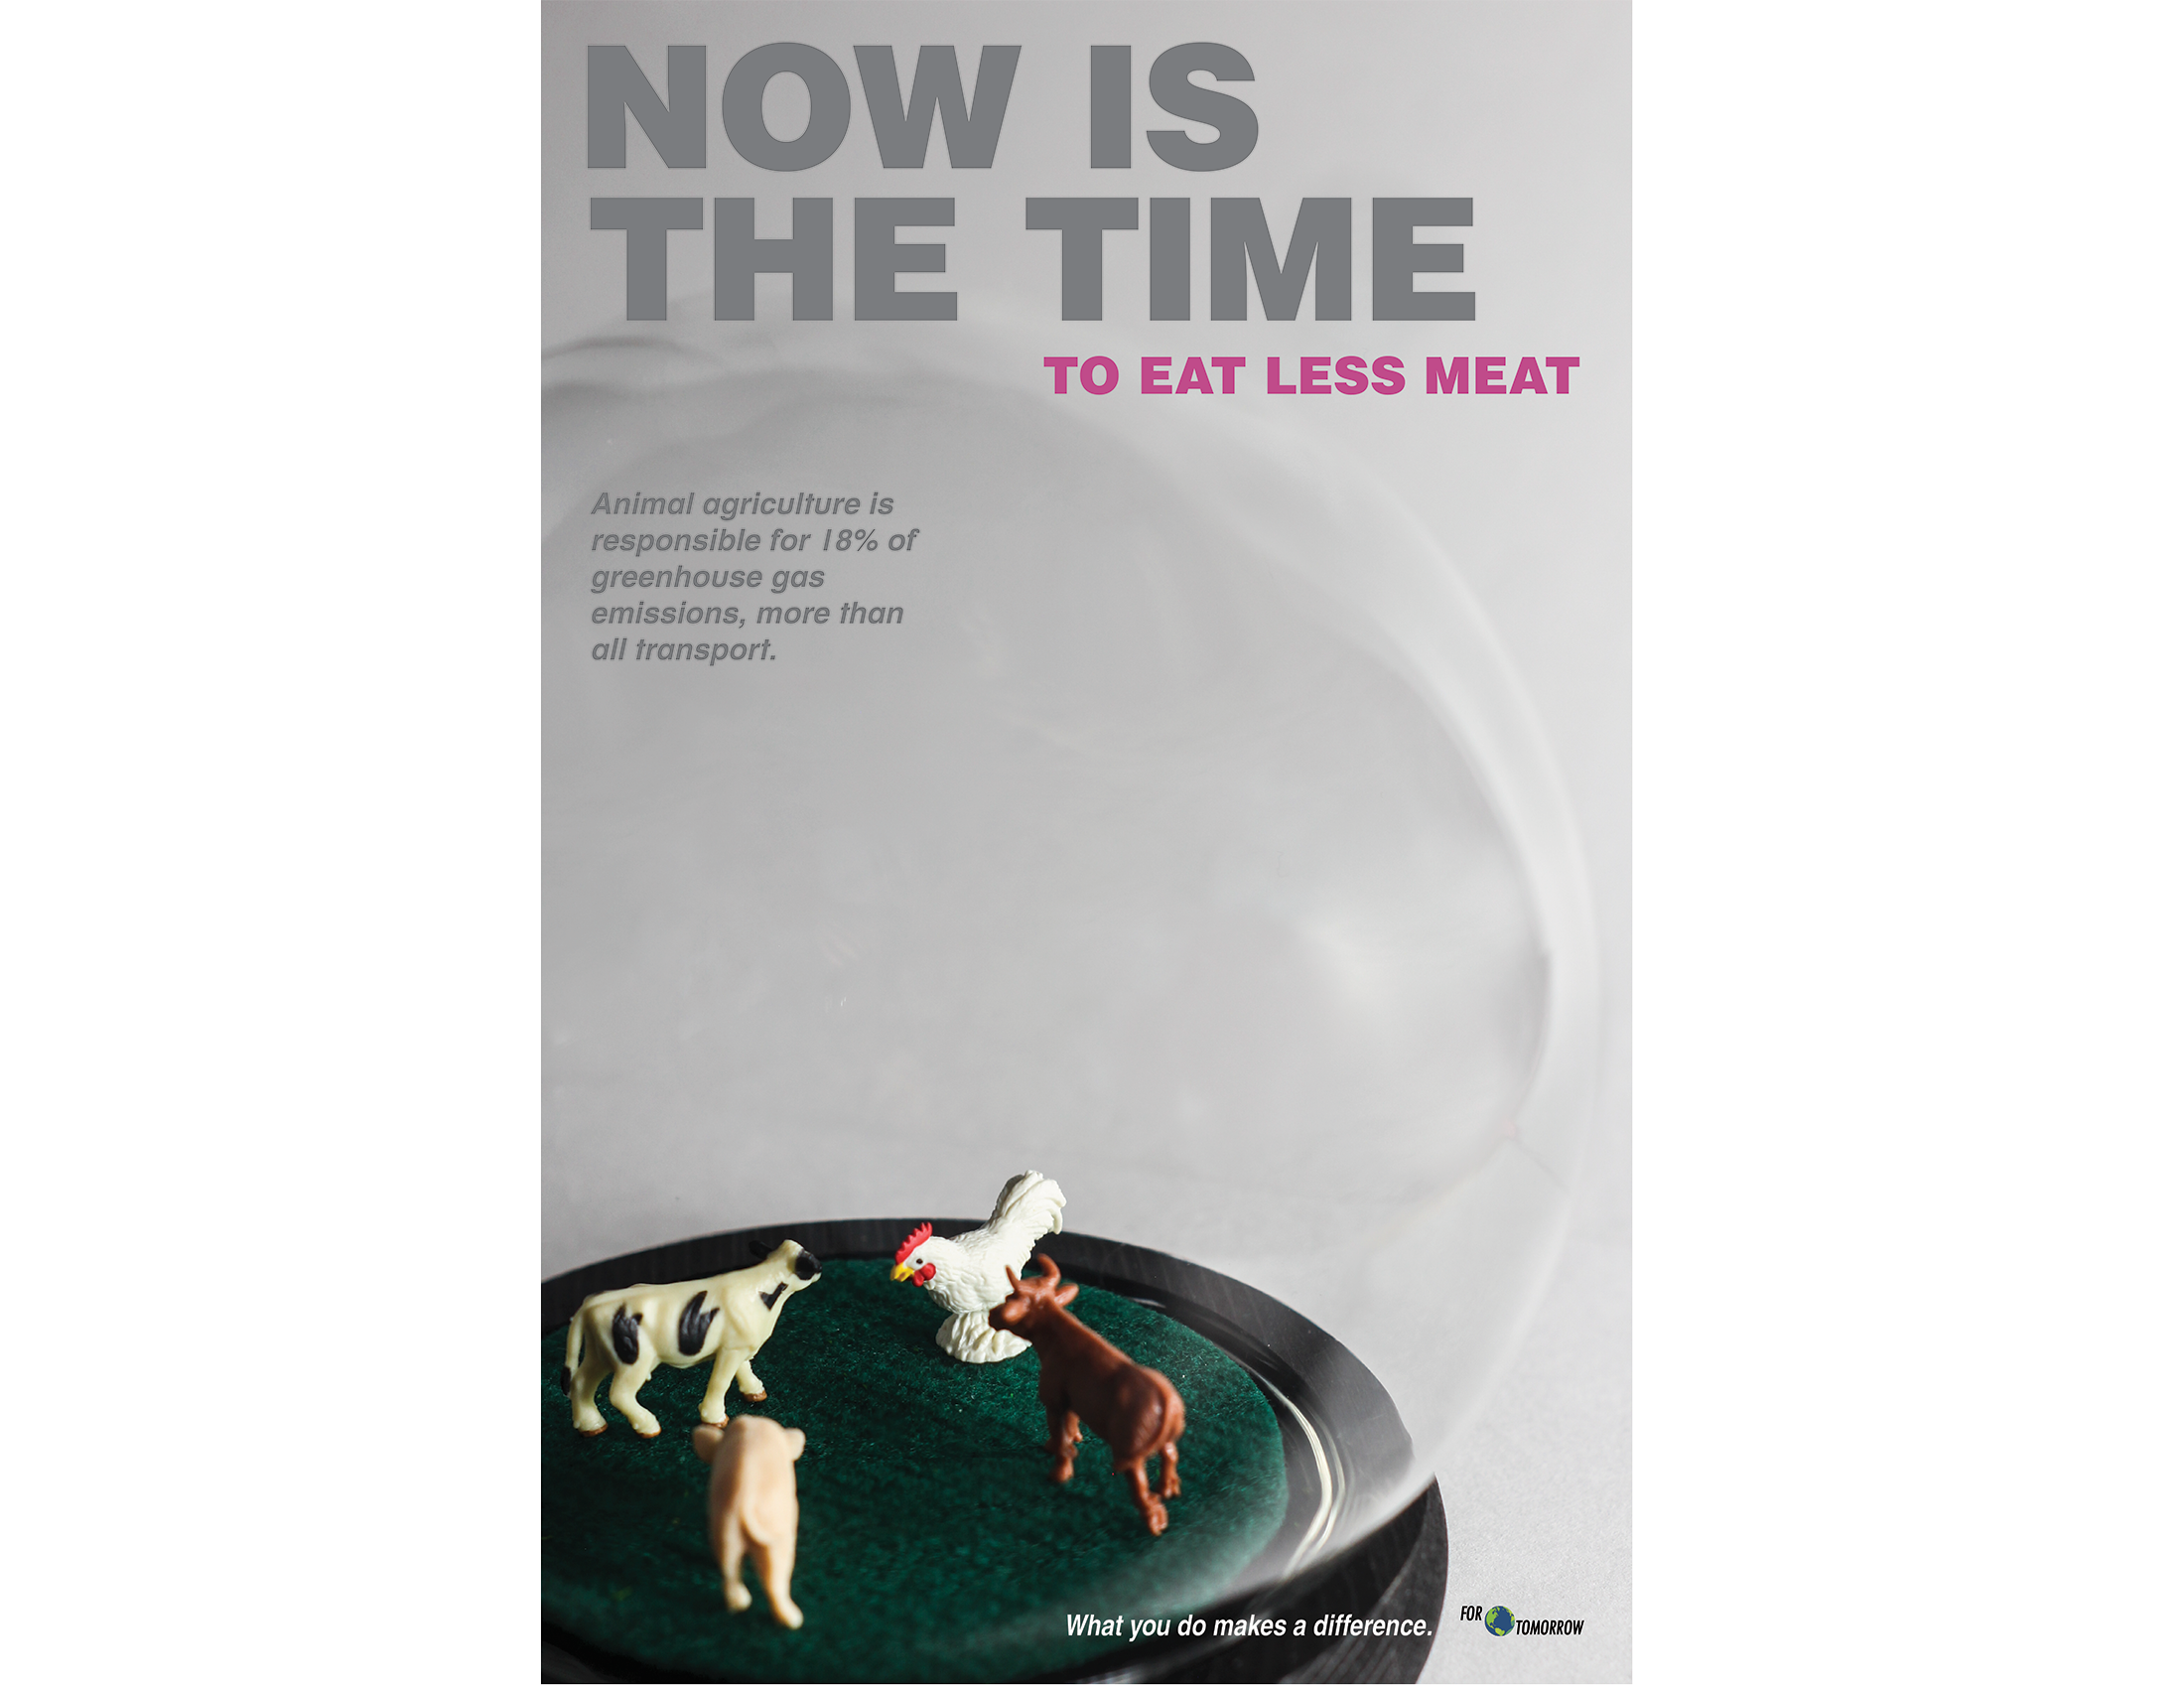 NOW IS
THE TIME
TO EAT LESS MEAT
Animal agriculture is
responsible for 18% of
greenhouse gas
emissions, more than
all transport.
What you do makes a difference.
FOR TOMORROW